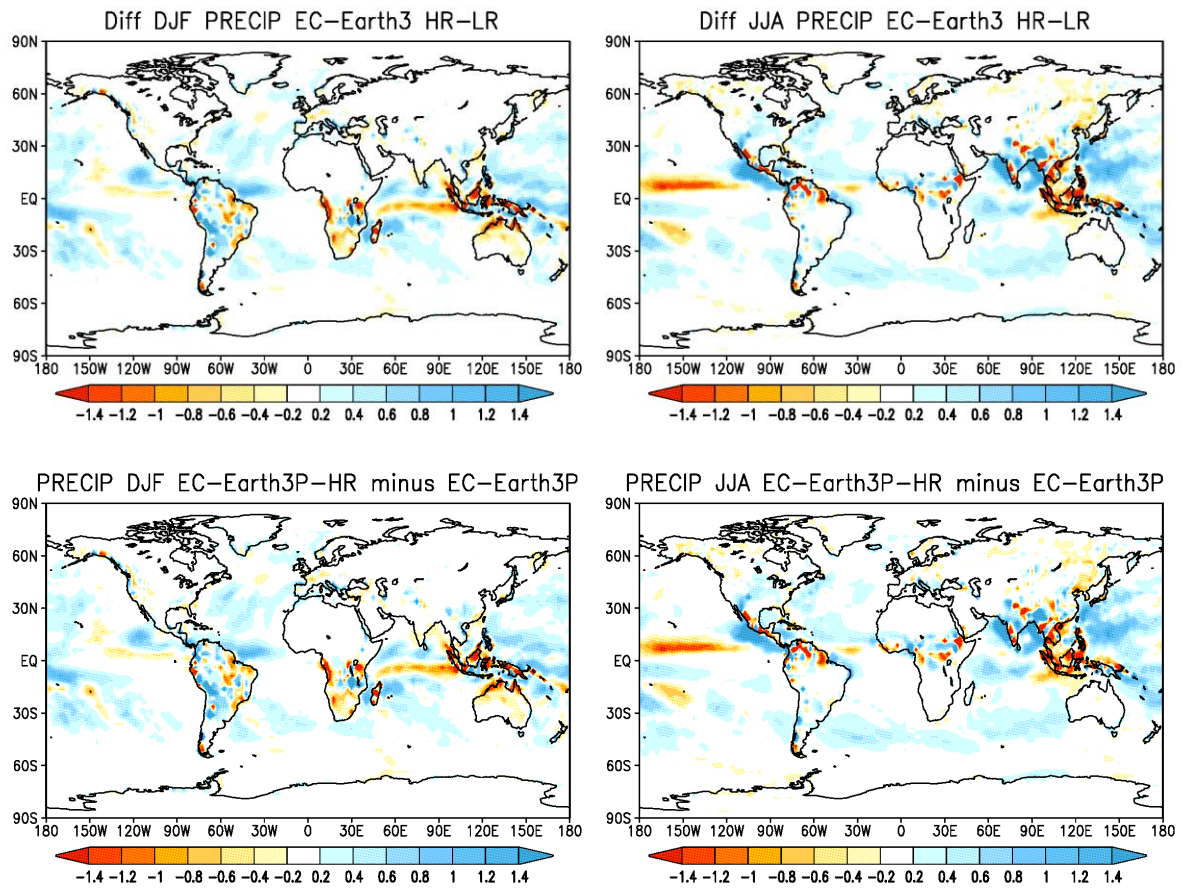 Diff DJF PRECIP EC-Earth3 HR-LR
90N
60N
30N
EQ
30S
60S
90S
180 150W 120W 90W 60W 30W 0 30E 60E 90E 120E 150E 180
-1.4 -1.2 -1 -0.8 -0.6 -0.4 -0.2 0.2 0.4 0.6 0.8 1 1.2 1.4
Diff JJA PRECIP EC-Earth3 HR-LR
90N
60N
30N
EQ
30S
60S
90S
180 150W 120W 90W 60W 30W 0 30E 60E 90E 120E 150E 180
-1.4 -1.2 -1 -0.8 -0.6 -0.4 -0.2 0.2 0.4 0.6 0.8 1 1.2 1.4
PRECIP DJF EC-Earth3P-HR minus EC-Earth3P
90N
60N
30N
EQ
30S
60S
90S
180 150W 120W 90W 60W 30W 0 30E 60E 90E 120E 150E 180
-1.4 -1.2 -1 -0.8 -0.6 -0.4 -0.2 0.2 0.4 0.6 0.8 1 1.2 1.4
PRECIP JJA EC-Earth3P-HR minus EC-Earth3P
90N
60N
30N
EQ
30S
60S
90S
180 150W 120W 90W 60W 30W 0 30E 60E 90E 120E 150E 180
-1.4 -1.2 -1 -0.8 -0.6 -0.4 -0.2 0.2 0.4 0.6 0.8 1 1.2 1.4